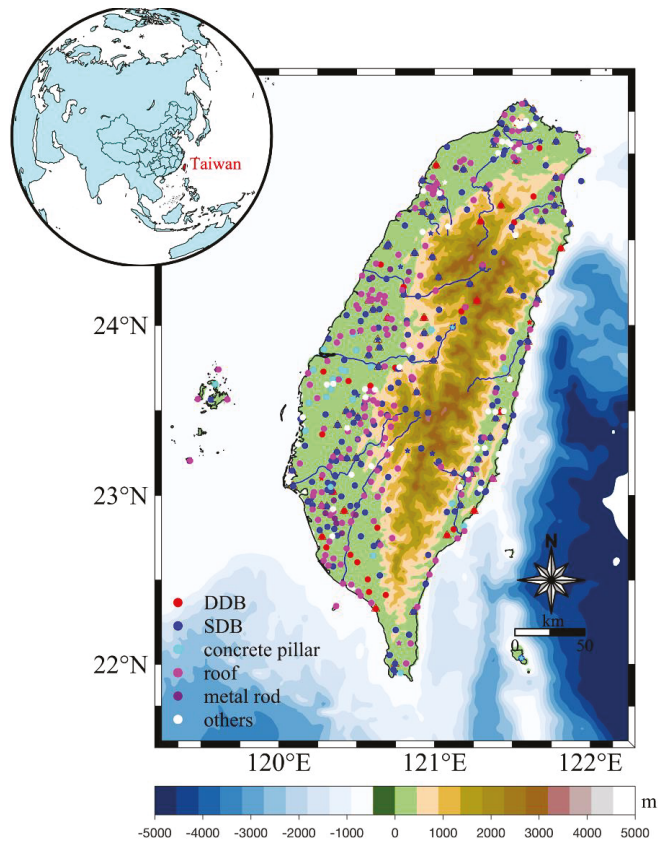 Taiwan
24°N
23°N
22°N
DDB
SDB
concrete pillar
roof
metal rod
others
N
km
0 50
120°E 121°E 122°E
-5000 -4000 -3000 -2000 -1000 0 1000 2000 3000 4000 5000 m